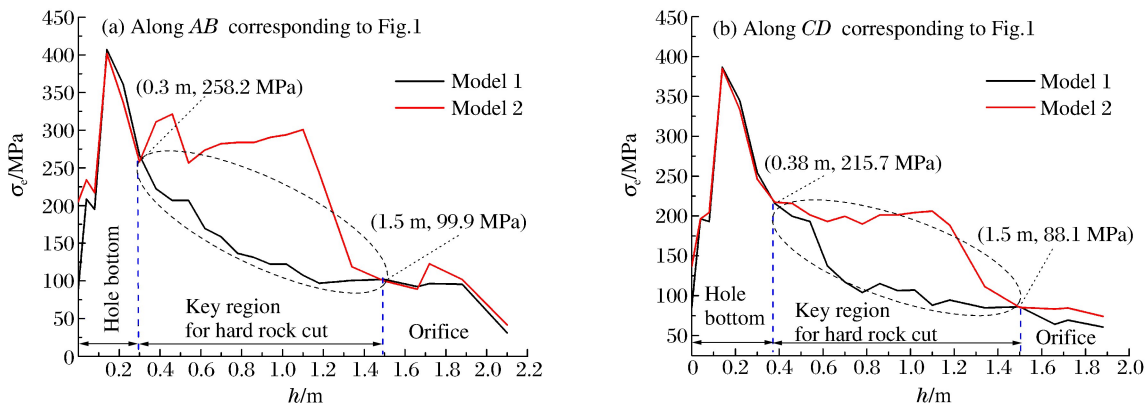 (a) Along AB corresponding to Fig.1
450
400
350
300
250
200
150
100
50
0
σe/MPa
Model 1
Model 2
(0.3 m, 258.2 MPa)
(1.5 m, 99.9 MPa)
Hole bottom
Key region
for hard rock cut
Orifice
0.2 0.4 0.6 0.8 1.0 1.2 1.4 1.6 1.8 2.0 2.2
h/m
(b) Along CD corresponding to Fig.1
450
400
350
300
250
200
150
100
50
σe/MPa
Model 1
Model 2
(0.38 m, 215.7 MPa)
(1.5 m, 88.1 MPa)
Hole
bottom
Key region
for hard rock cut
Orifice
0 0.2 0.4 0.6 0.8 1.0 1.2 1.4 1.6 1.8 2.0
h/m